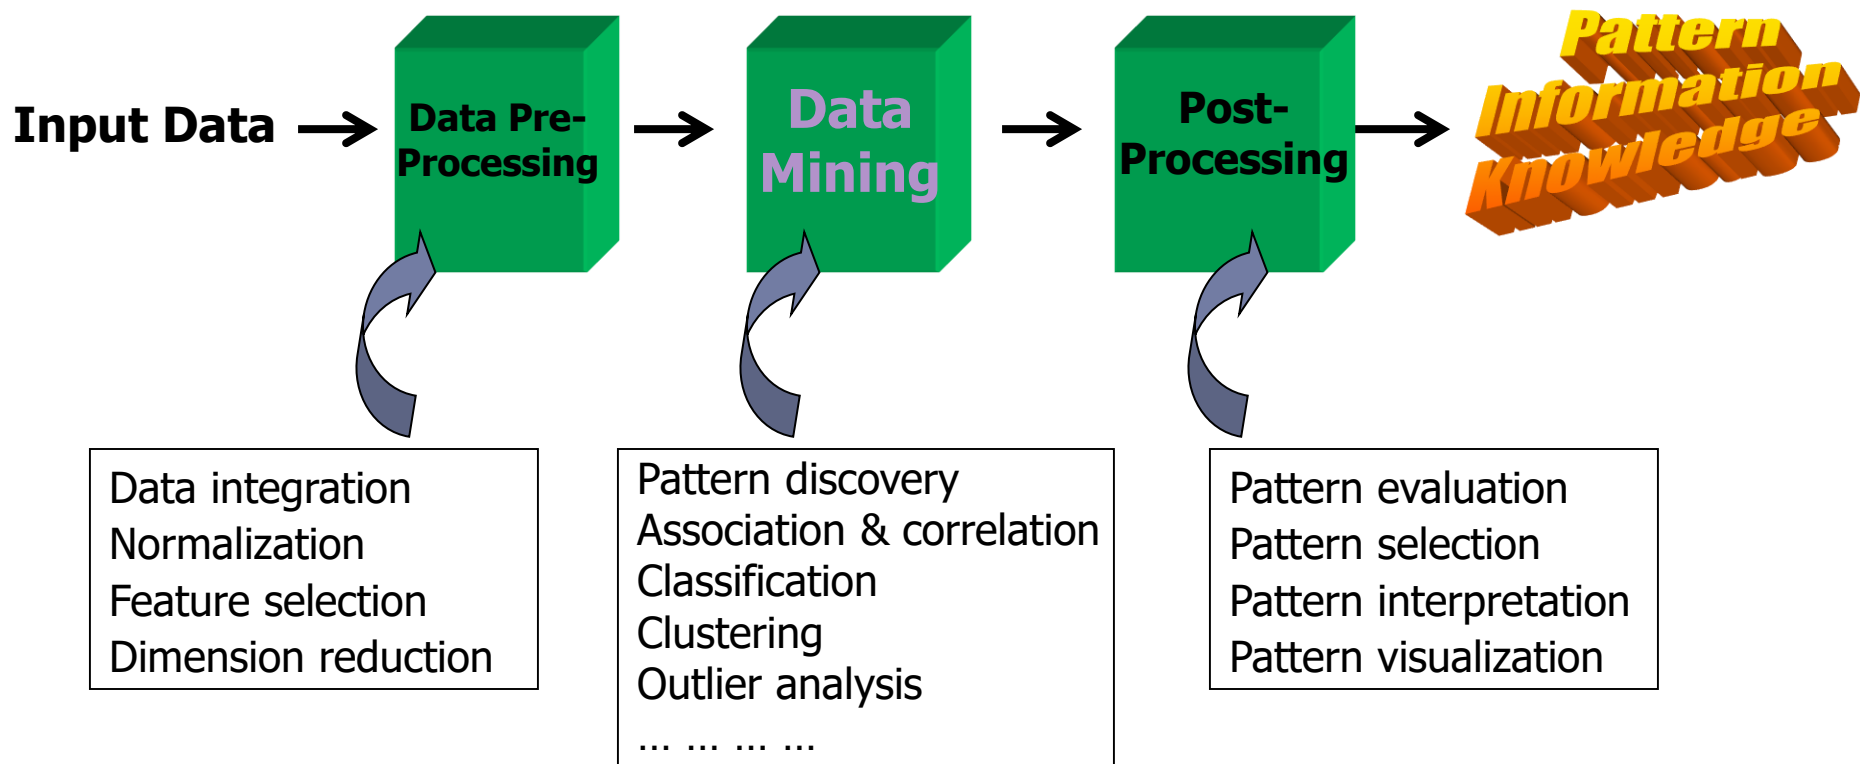 Input Data
Data Pre-
Processing
Data
Mining
Post-
Processing
Pattern
Information
Knowledge
Data integration
Normalization
Feature selection
Dimension reduction
Pattern discovery
Association & correlation
Classification
Clustering
Outlier analysis
… … … …
Pattern evaluation
Pattern selection
Pattern interpretation
Pattern visualization